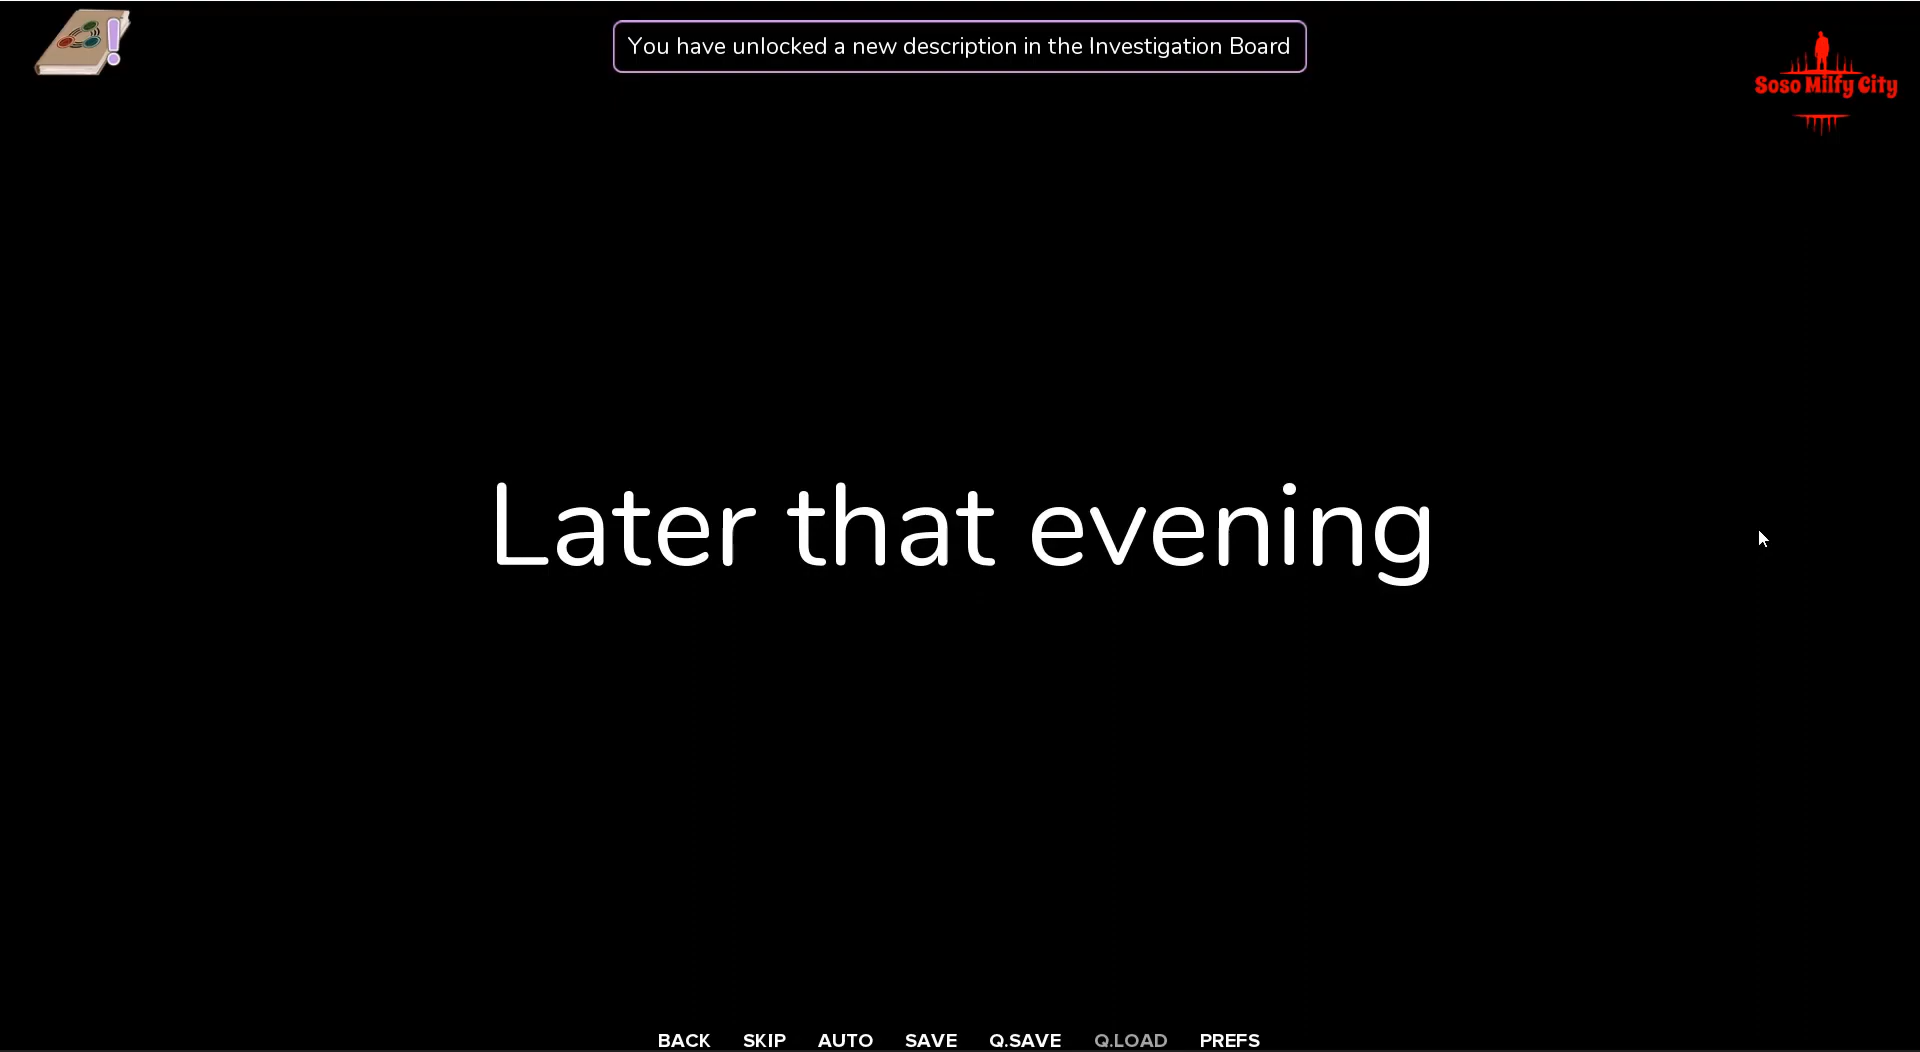 You have unlocked a new description in the Investigation Board
Soso Milfy City
Later that evening
BACK SKIP AUTO SAVE Q.SAVE Q.LOAD PREFS